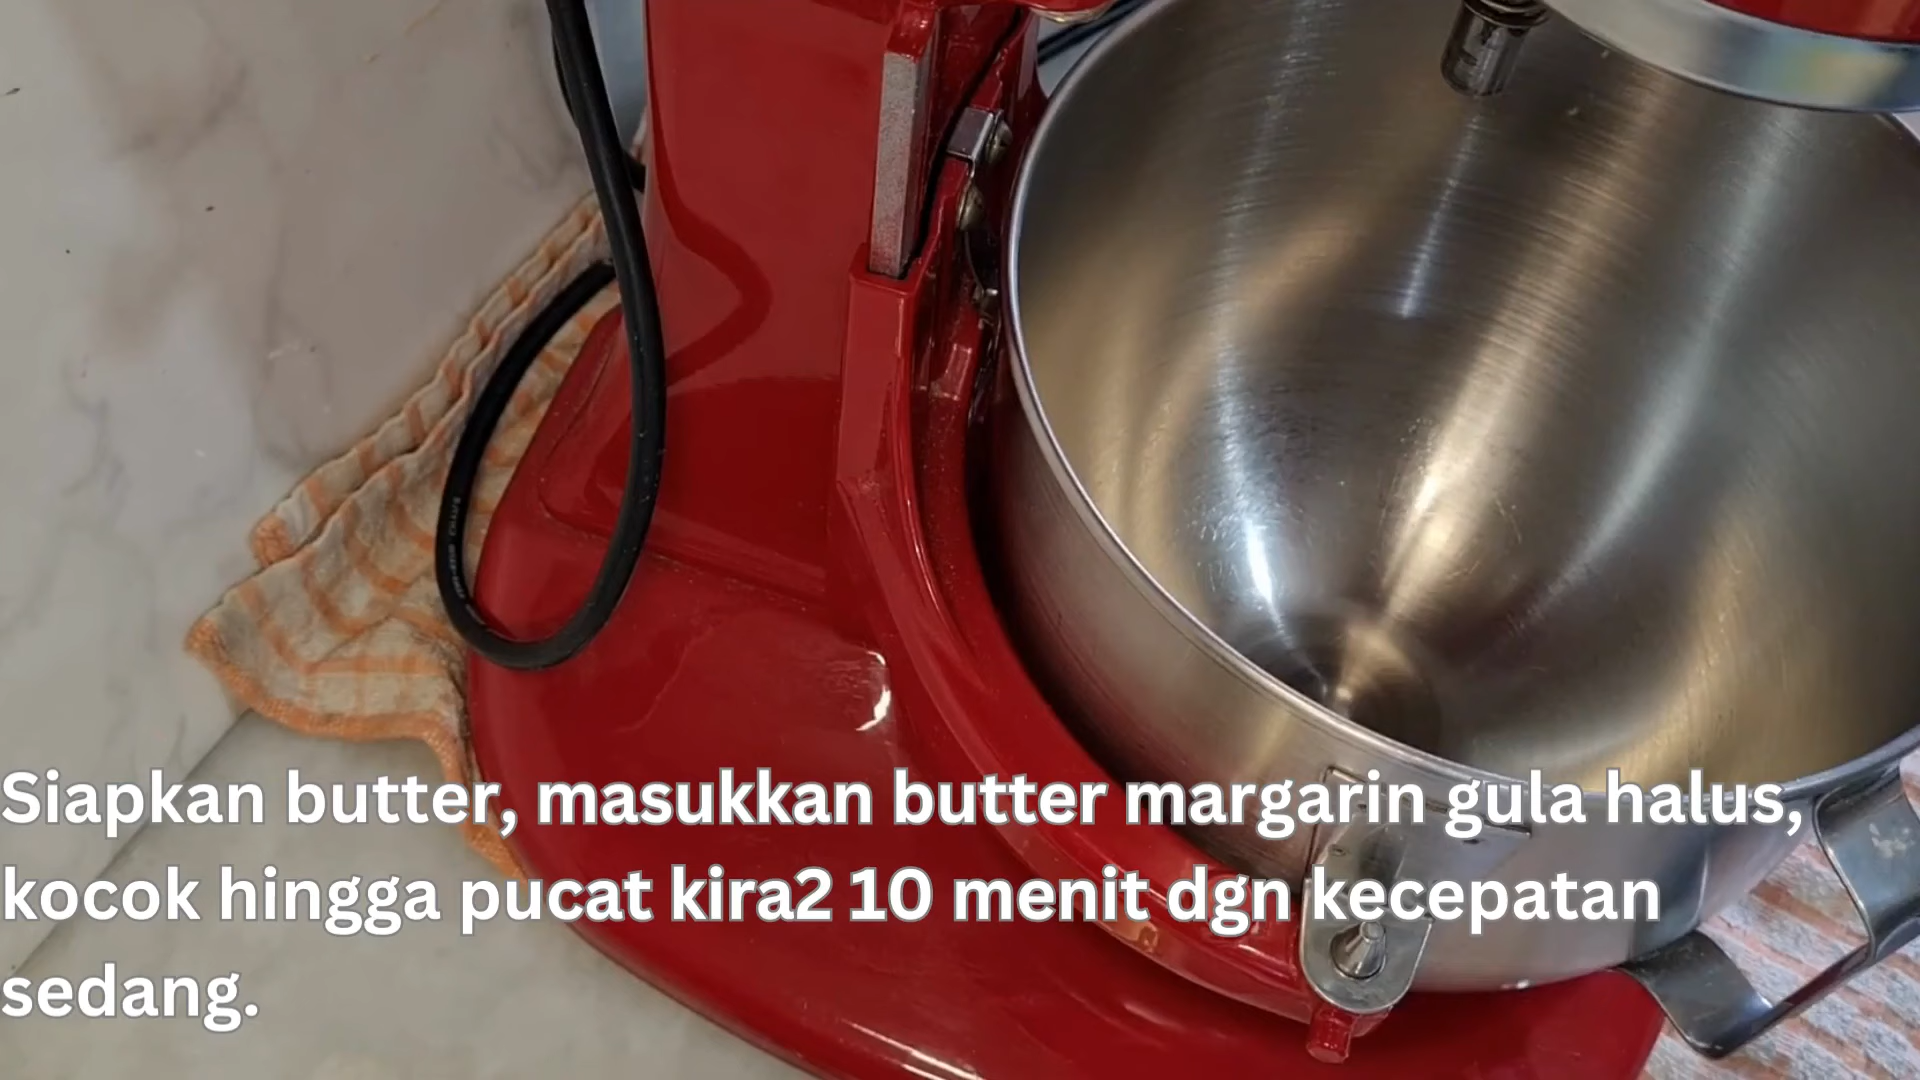 Siapkan butter, masukkan butter margarin gula halus,
kocok hingga pucat kira2 10 menit dgn kecepatan
sedang.